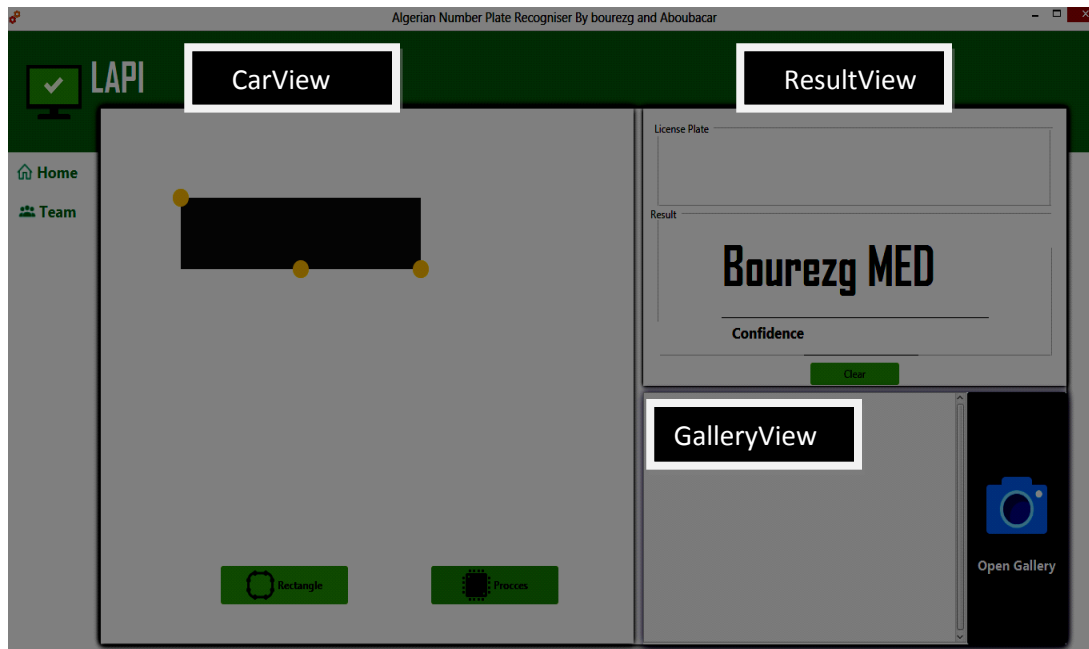 Algerian Number Plate Recogniser By bourezg and Aboubacar
LAPI
CarView
ResultView
Home
Team
License Plate
Result
Bourezg MED
Confidence
Clear
GalleryView
Open Gallery
Rectangle
Procces